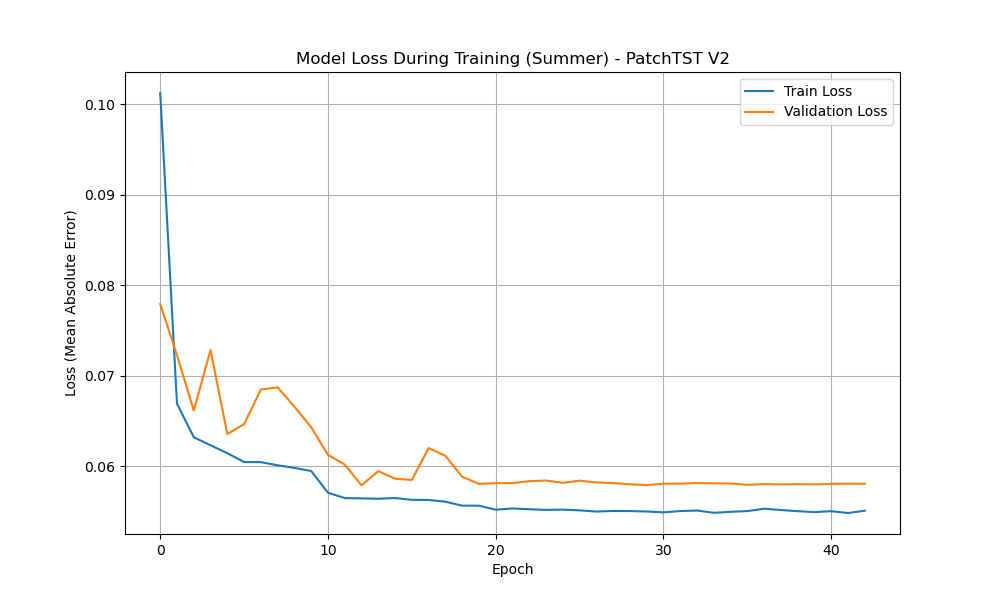 Model Loss During Training (Summer) - PatchTST V2
Train Loss
Validation Loss
0.10
0.09
0.08
0.07
0.06
Loss (Mean Absolute Error)
0
10
20
30
40
Epoch